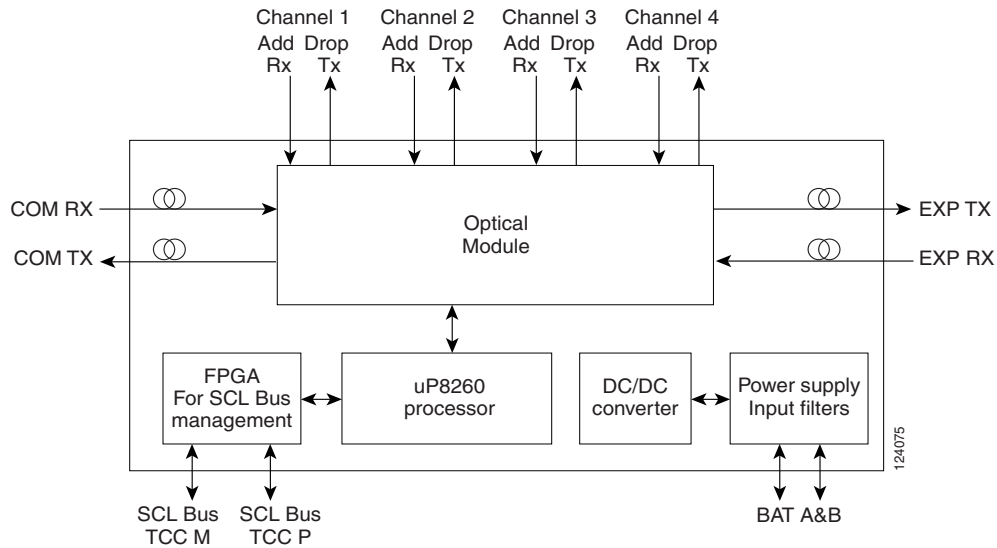 Channel 1 Channel 2 Channel 3 Channel 4
Add Drop Add Drop Add Drop Add Drop
Rx Tx Rx Tx Rx Tx Rx Tx
COM RX
COM TX
Optical
Module
EXP TX
EXP RX
FPGA
For SCL Bus
management
uP8260
processor
DC/DC
converter
Power supply
Input filters
124075
SCL Bus
TCC M
SCL Bus
TCC P
BAT A&B